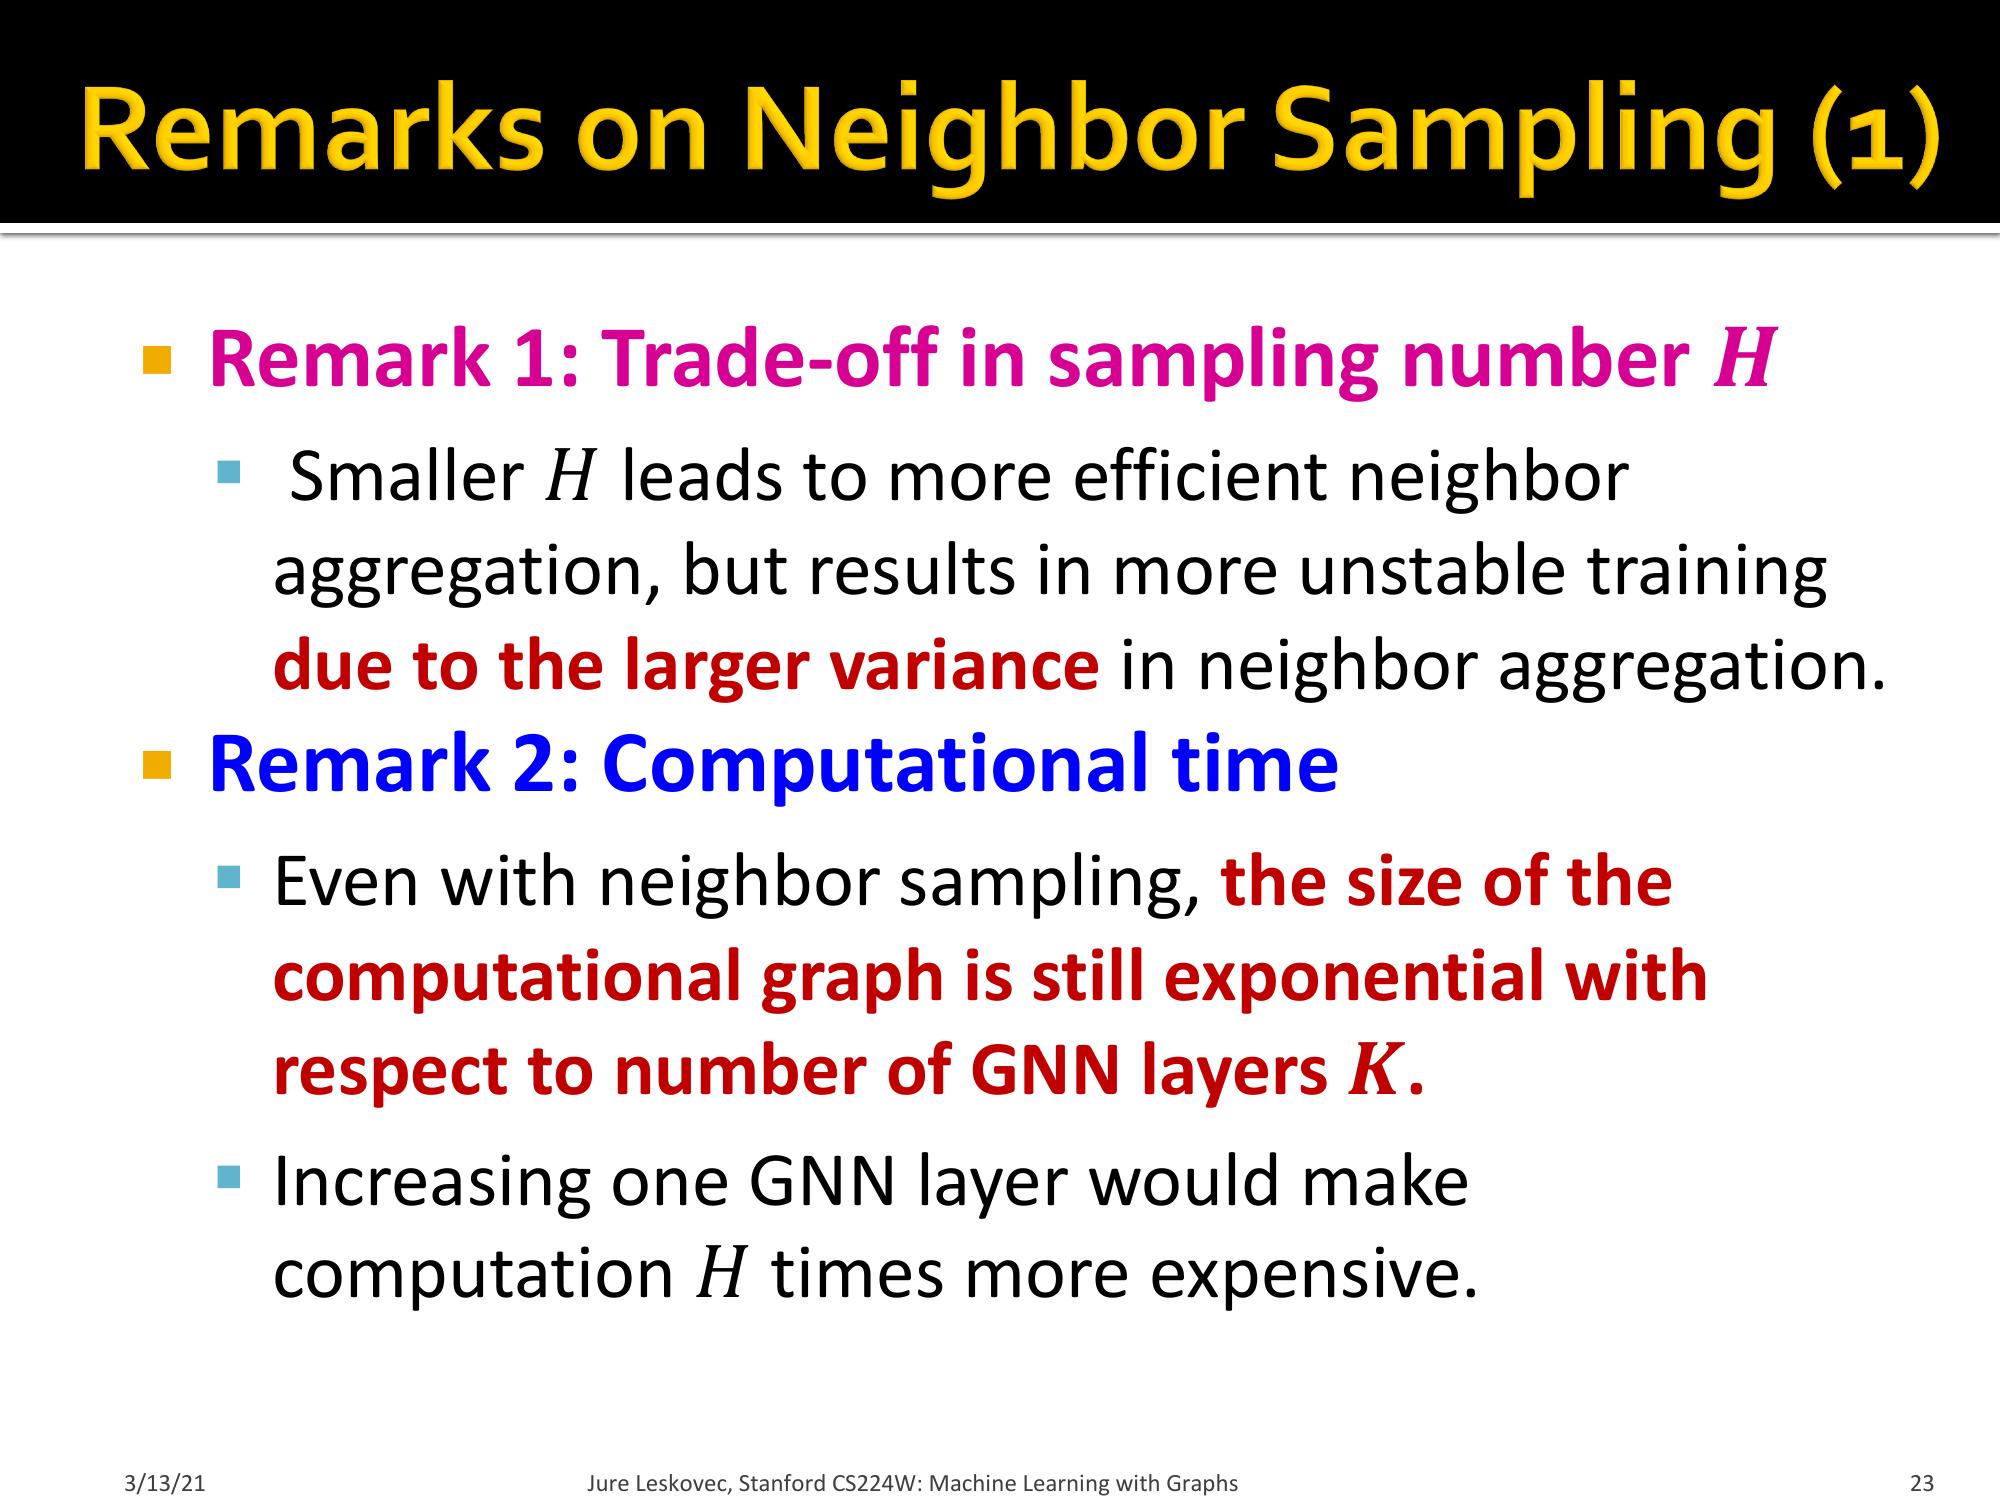 Remarks on Neighbor Sampling (1)
Remark 1: Trade-off in sampling number H
Smaller H leads to more efficient neighbor
aggregation, but results in more unstable training
due to the larger variance in neighbor aggregation.
Remark 2: Computational time
Even with neighbor sampling, the size of the
computational graph is still exponential with
respect to number of GNN layers K.
Increasing one GNN layer would make
computation H times more expensive.
3/13/21
Jure Leskovec, Stanford CS224W: Machine Learning with Graphs
23